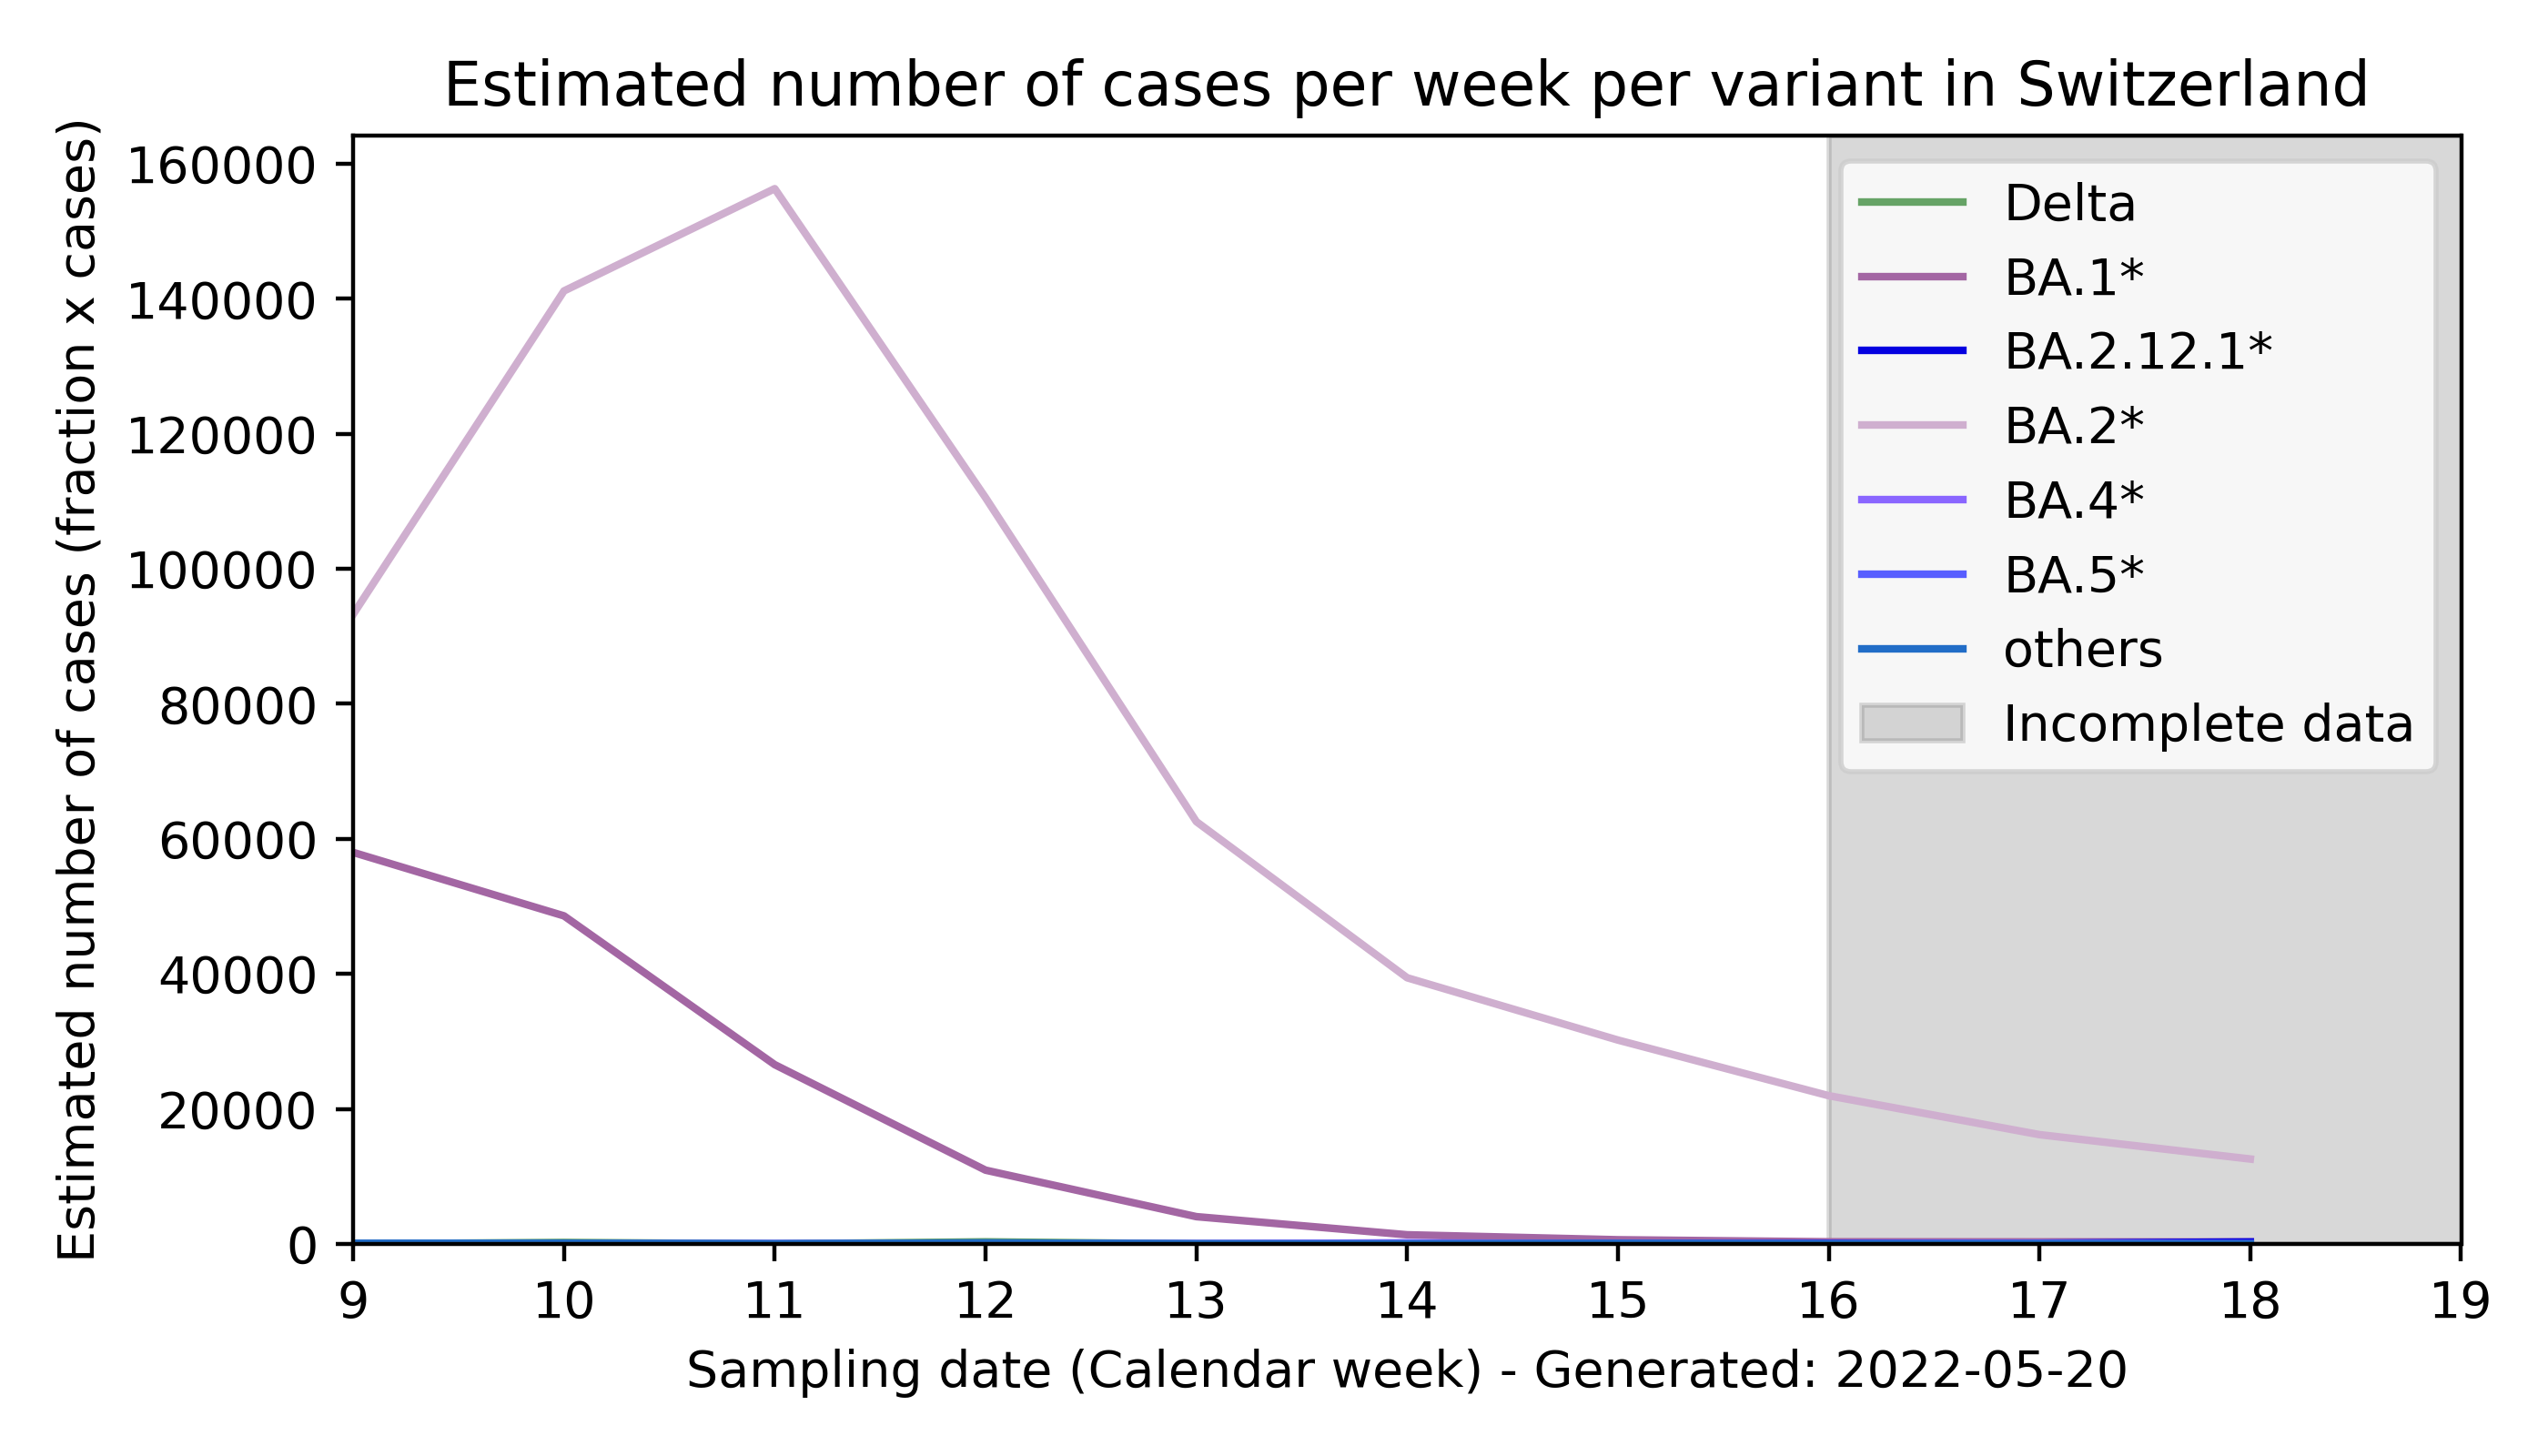 Estimated number of cases per week per variant in Switzerland
Estimated number of cases (fraction x cases)
160000
140000
120000
100000
80000
60000
40000
20000
0
Delta
BA.1*
BA.2.12.1*
BA.2*
BA.4*
BA.5*
others
Incomplete data
9 10 11 12 13 14 15 16 17 18 19
Sampling date (Calendar week) - Generated: 2022-05-20